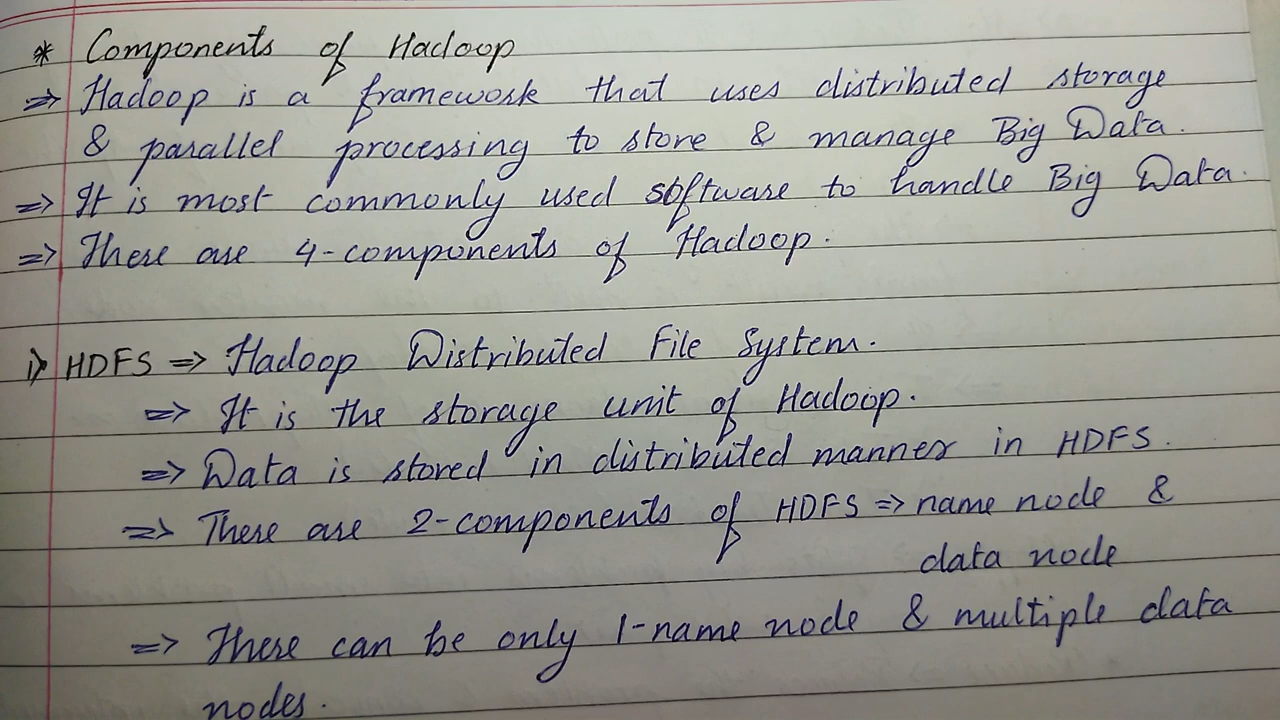 * Components of Hadoop
⇒ Hadoop is a framework that uses distributed storage
& parallel processing to store & manage Big Data.
⇒ It is most commonly used software to handle Big Data.
⇒ There are 4-components of Hadoop.
i) HDFS ⇒ Hadoop Distributed File System.
⇒ It is the storage unit of Hadoop.
⇒ Data is stored in distributed manner in HDFS.
⇒ There are 2-components of HDFS ⇒ name node &
data node
⇒ There can be only 1-name node & multiple data
nodes.